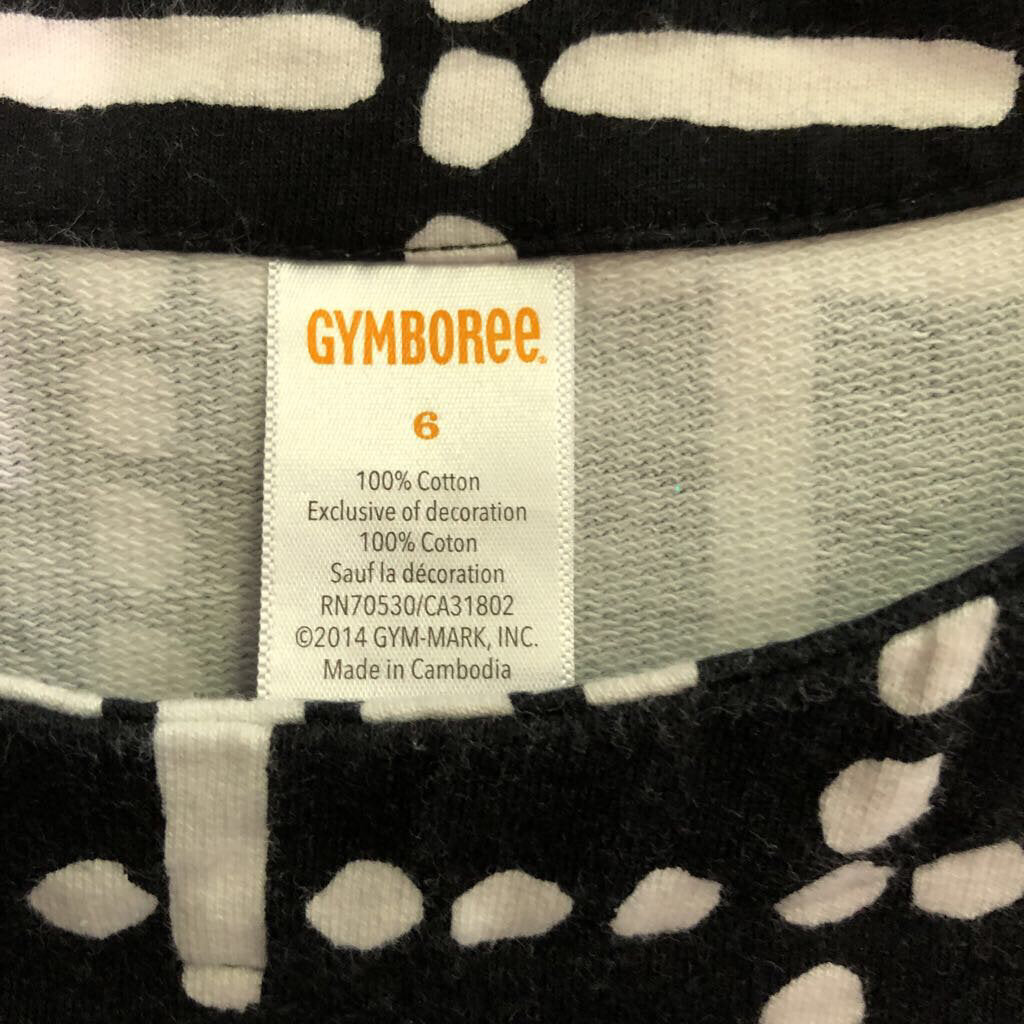 GYMBOREE.
6
100% Cotton
Exclusive of decoration
100% Coton
Sauf la décoration
RN70530/CA31802
©2014 GYM-MARK, INC.
Made in Cambodia